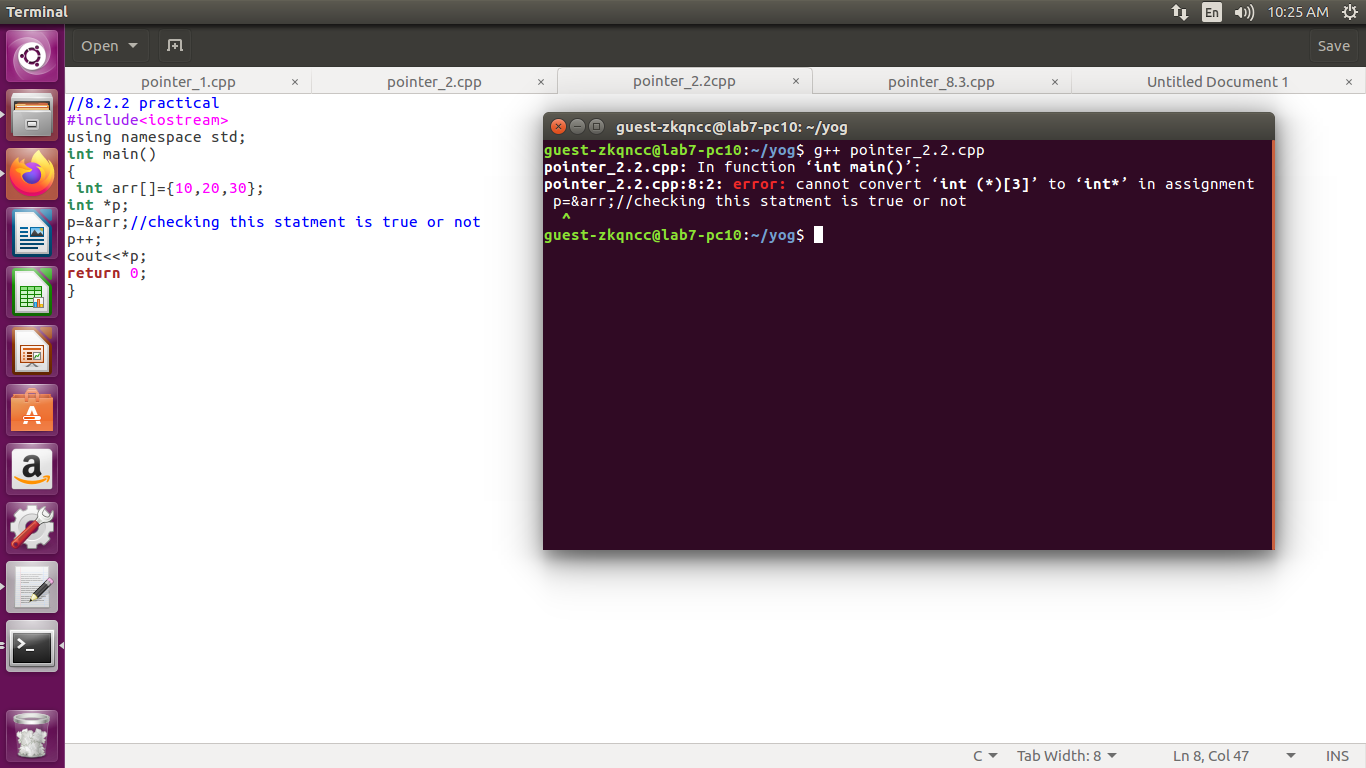 Terminal
En
10:25 AM
Open
Save
pointer_1.cpp
pointer_2.cpp
pointer_2.2cpp
pointer_8.3.cpp
Untitled Document 1
//8.2.2 practical
#include<iostream>
using namespace std;
int main()
{
int arr[]={10,20,30};
int *p;
p=&arr;//checking this statment is true or not
p++;
cout<<*p;
return 0;
}
guest-zkqncc@lab7-pc10: ~/yog
guest-zkqncc@lab7-pc10:~/yog$ g++ pointer_2.2.cpp
pointer_2.2.cpp: In function ‘int main()’:
pointer_2.2.cpp:8:2: error: cannot convert ‘int (*)[3]’ to ‘int*’ in assignment
p=&arr;//checking this statment is true or not
^
guest-zkqncc@lab7-pc10:~/yog$
C
Tab Width: 8
Ln 8, Col 47
INS